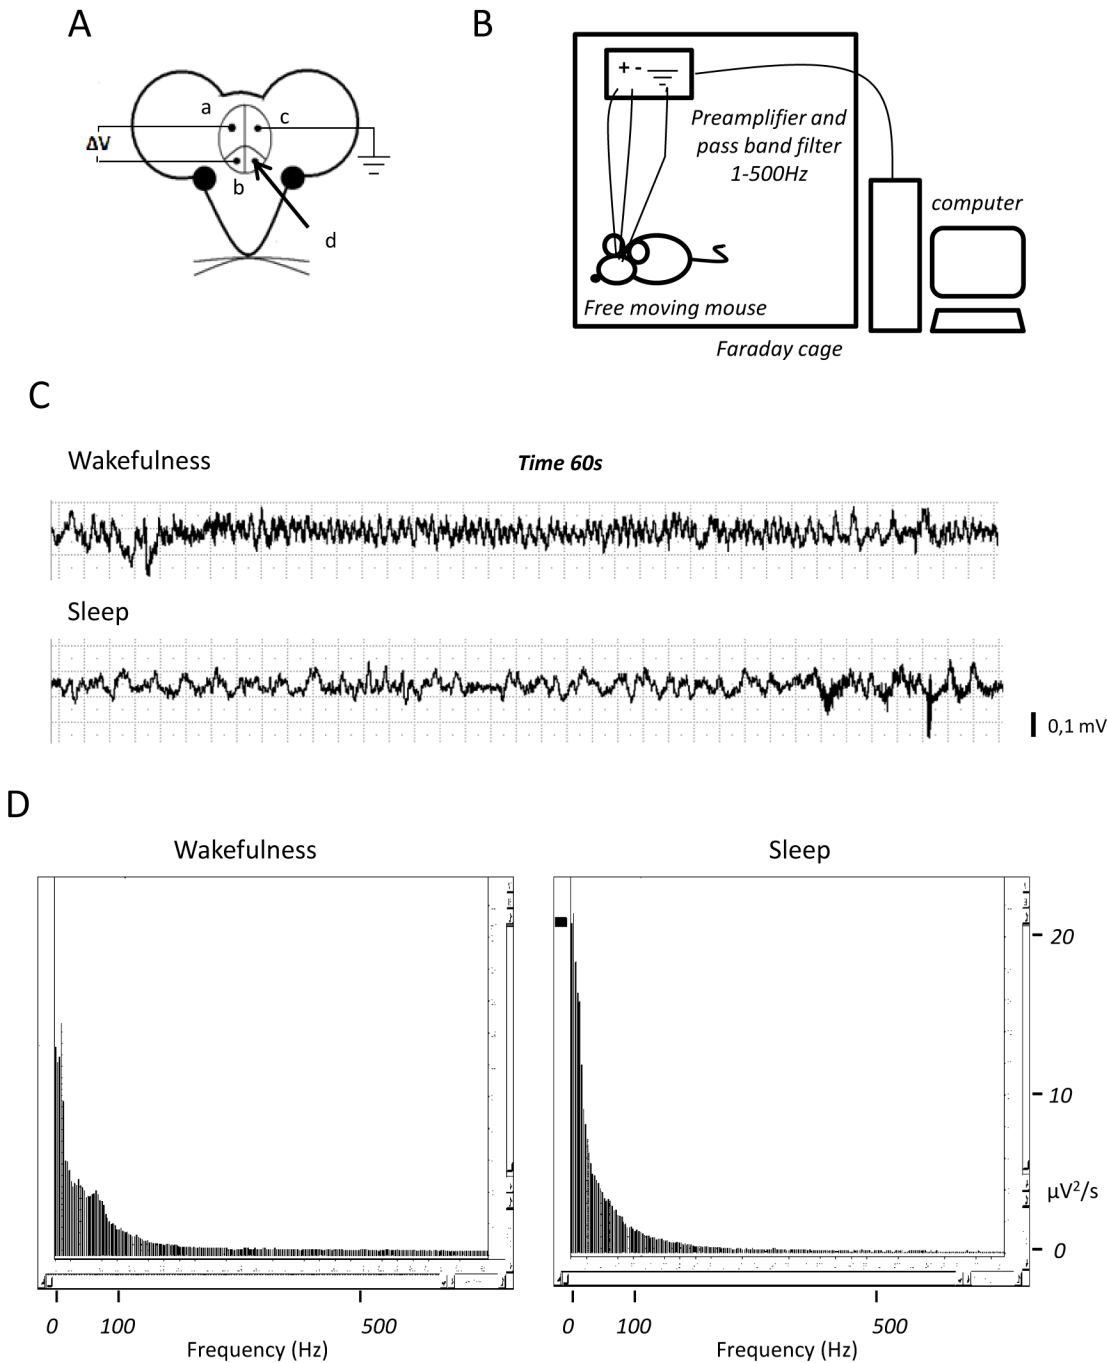 A
a
c
ΔV
b
d
B
+ -
Preamplifier and
pass band filter
1-500Hz
computer
Free moving mouse
Faraday cage
C
Wakefulness
Time 60s
Sleep
0,1 mV
D
Wakefulness
Sleep
20
10
µV²/s
0
0 100 500
Frequency (Hz)
0 100 500
Frequency (Hz)